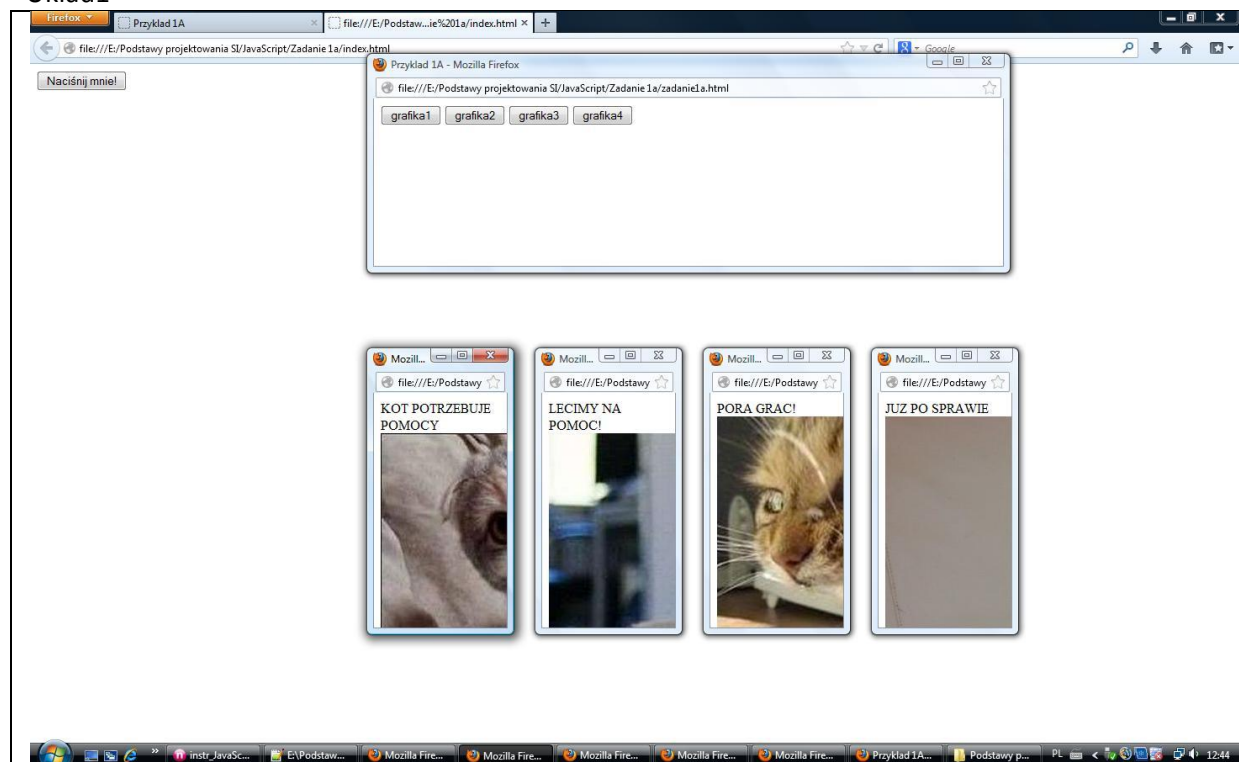 Układ1
Firefox
Przyklad 1A
file:///E:/Podstaw...ie%201a/index.html
file:///E:/Podstawy projektowania SI/JavaScript/Zadanie 1a/index.html
Google
Naciśnij mnie!
Przyklad 1A - Mozilla Firefox
file:///E:/Podstawy projektowania SI/JavaScript/Zadanie 1a/zadanie1a.html
grafika1 grafika2 grafika3 grafika4
Mozill...
file:///E:/Podstawy
KOT POTRZEBUJE
POMOCY
Mozill...
file:///E:/Podstawy
LECIMY NA
POMOC!
Mozill...
file:///E:/Podstawy
PORA GRAC!
Mozill...
file:///E:/Podstawy
JUZ PO SPRAWIE
instr_JavaSc... E:\Podstaw... Mozilla Fire... Mozilla Fire... Mozilla Fire... Mozilla Fire... Mozilla Fire... Przyklad 1A... Podstawy p... PL 12:44